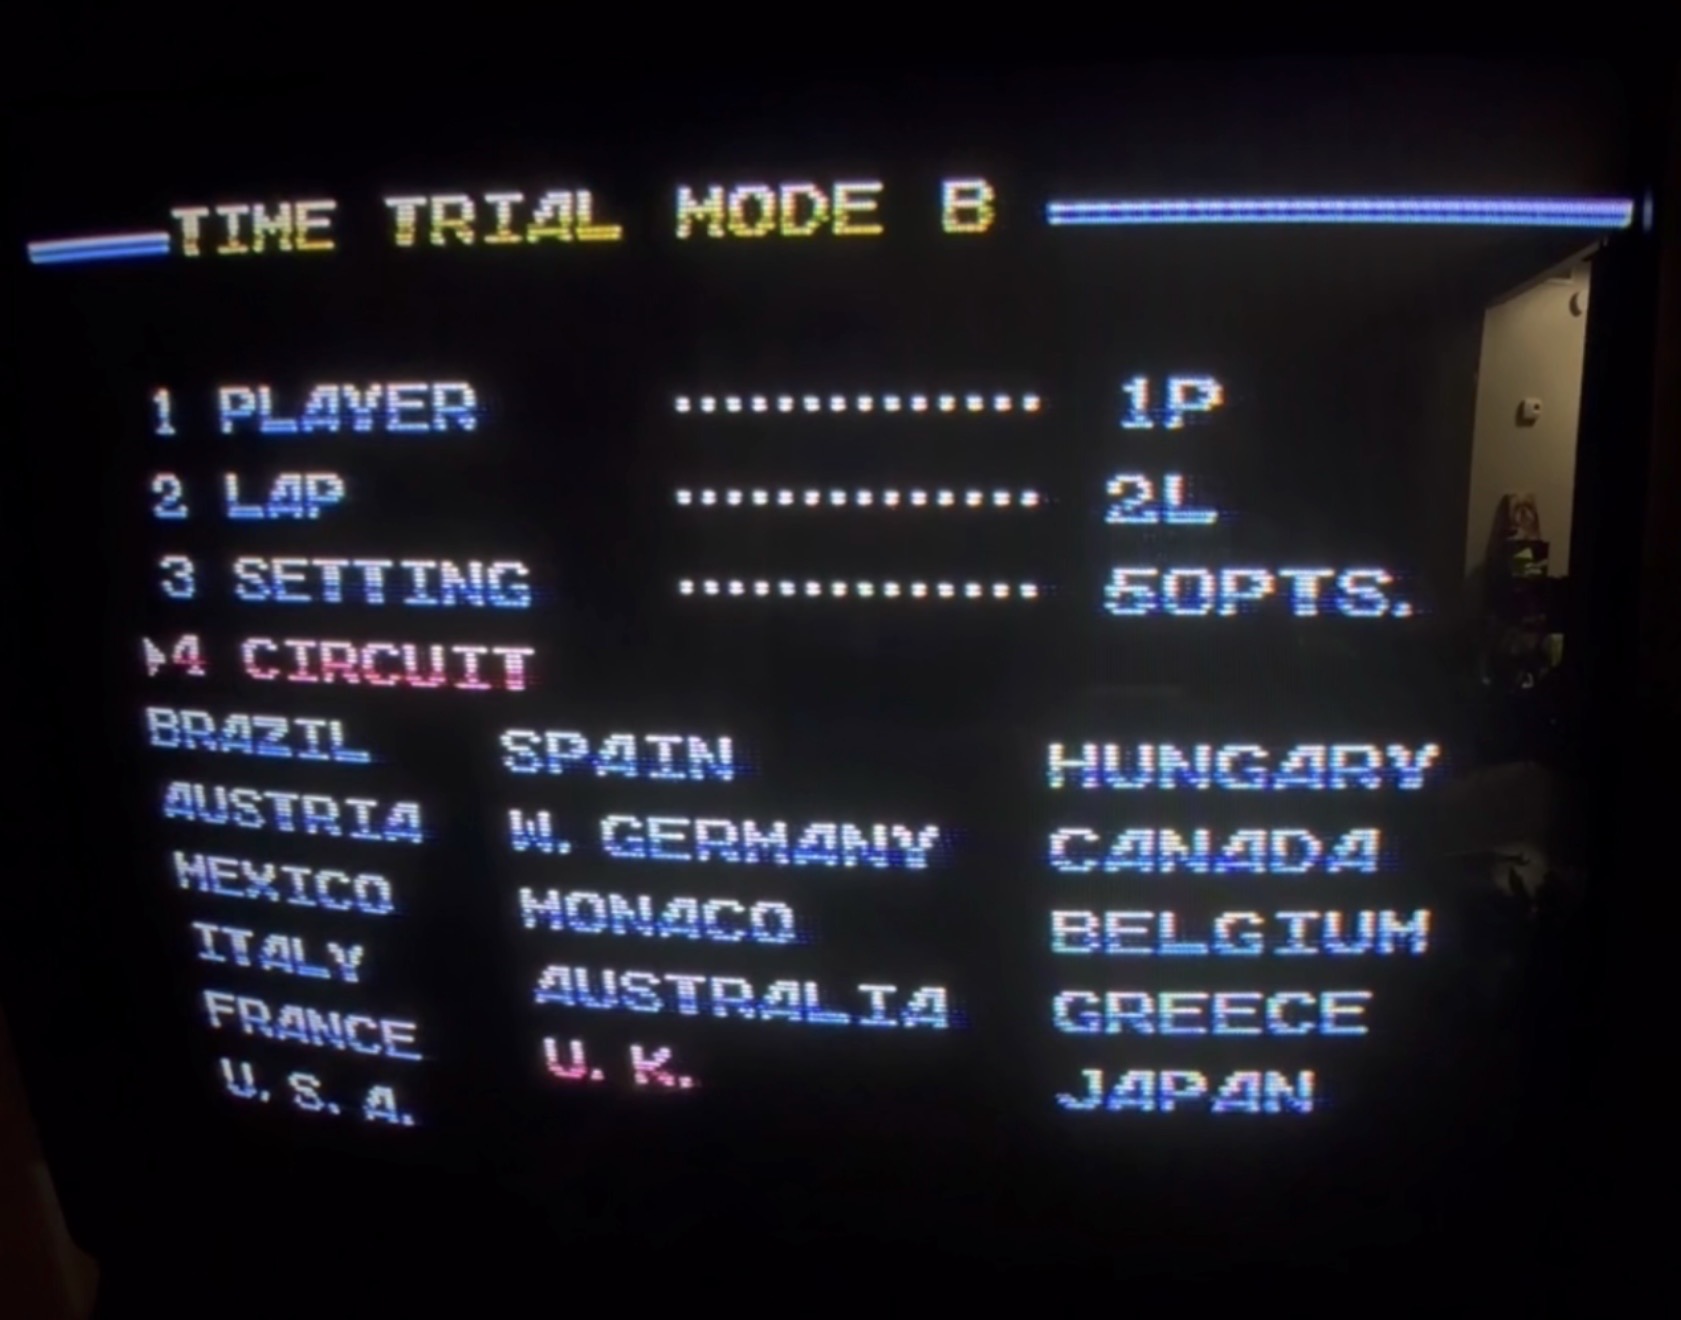 TIME TRIAL MODE B
1 PLAYER .............. 1P
2 LAP .............. 2L
3 SETTING .............. 50PTS.
4 CIRCUIT
BRAZIL SPAIN HUNGARY
AUSTRIA W. GERMANY CANADA
MEXICO MONACO BELGIUM
ITALY AUSTRALIA GREECE
FRANCE U. K. JAPAN
U. S. A.